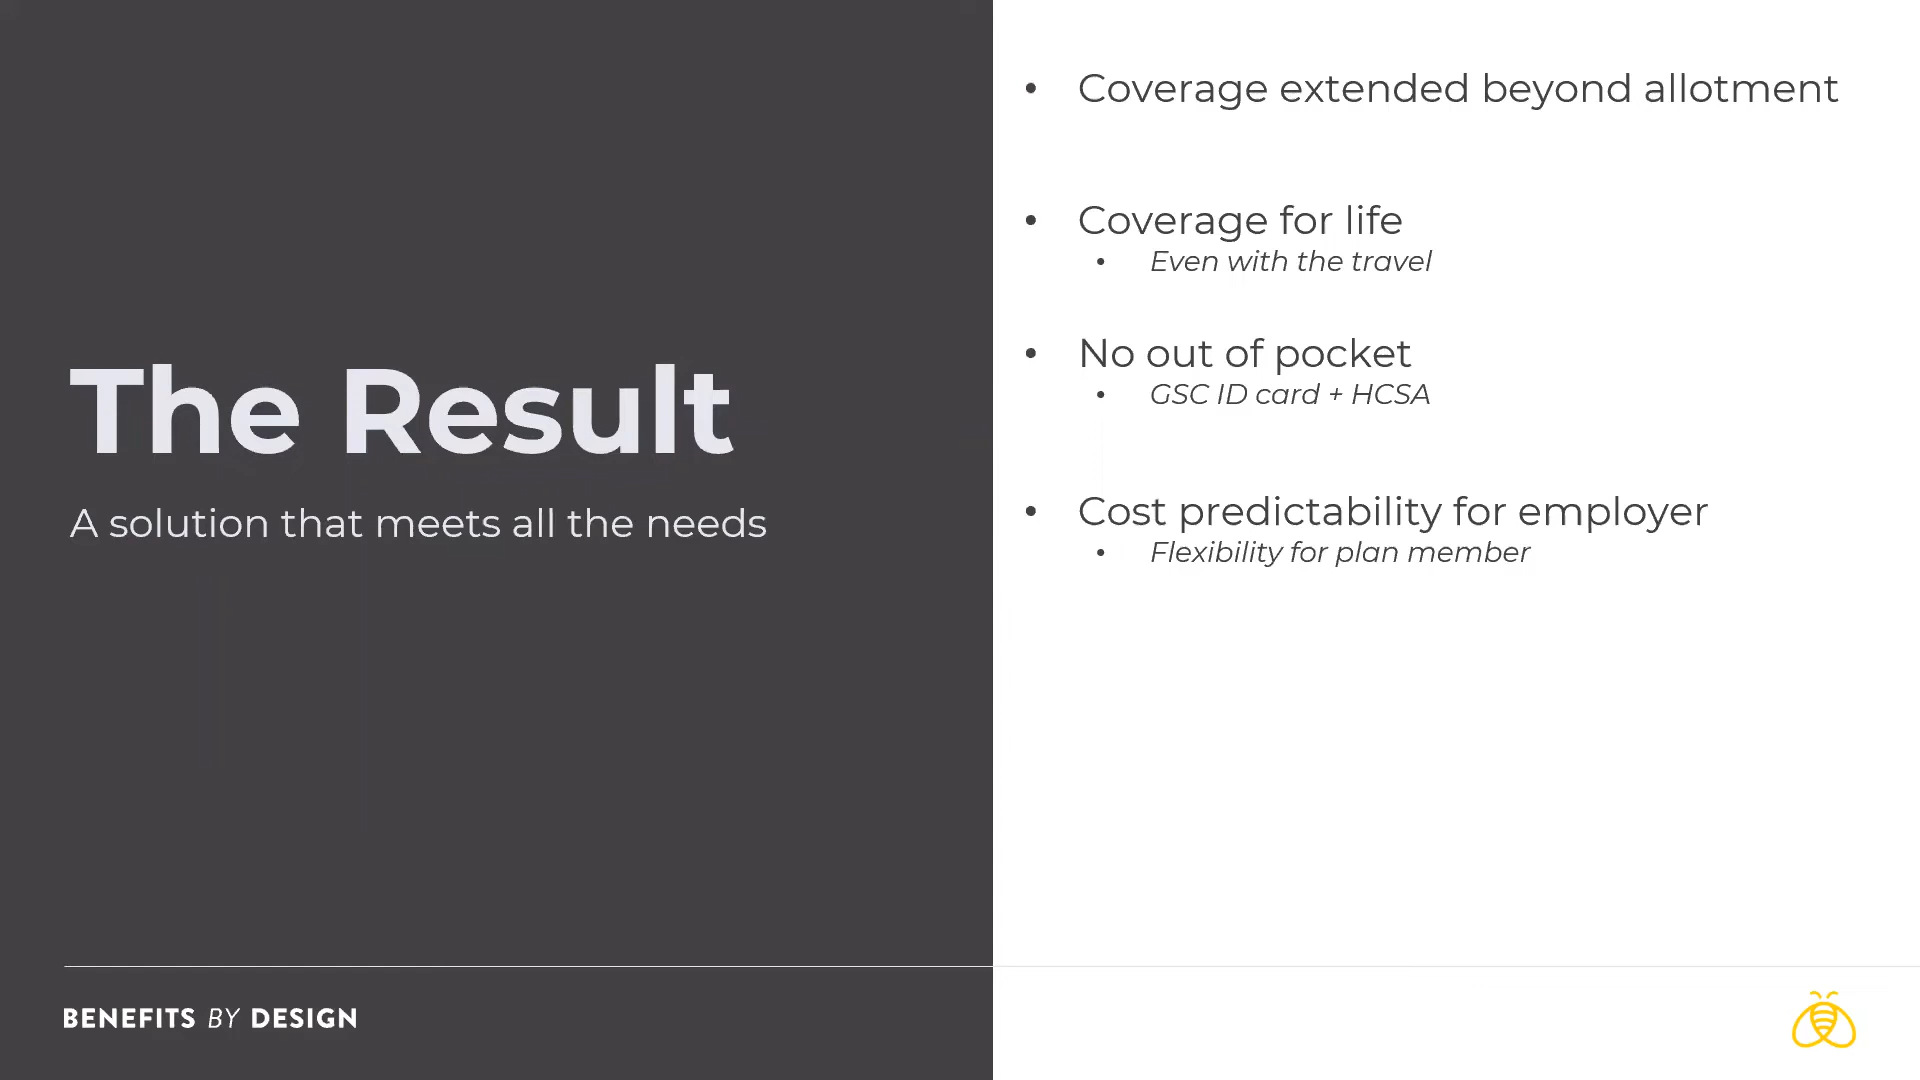 The Result
A solution that meets all the needs
• Coverage extended beyond allotment
• Coverage for life
• Even with the travel
• No out of pocket
• GSC ID card + HCSA
• Cost predictability for employer
• Flexibility for plan member
BENEFITS BY DESIGN